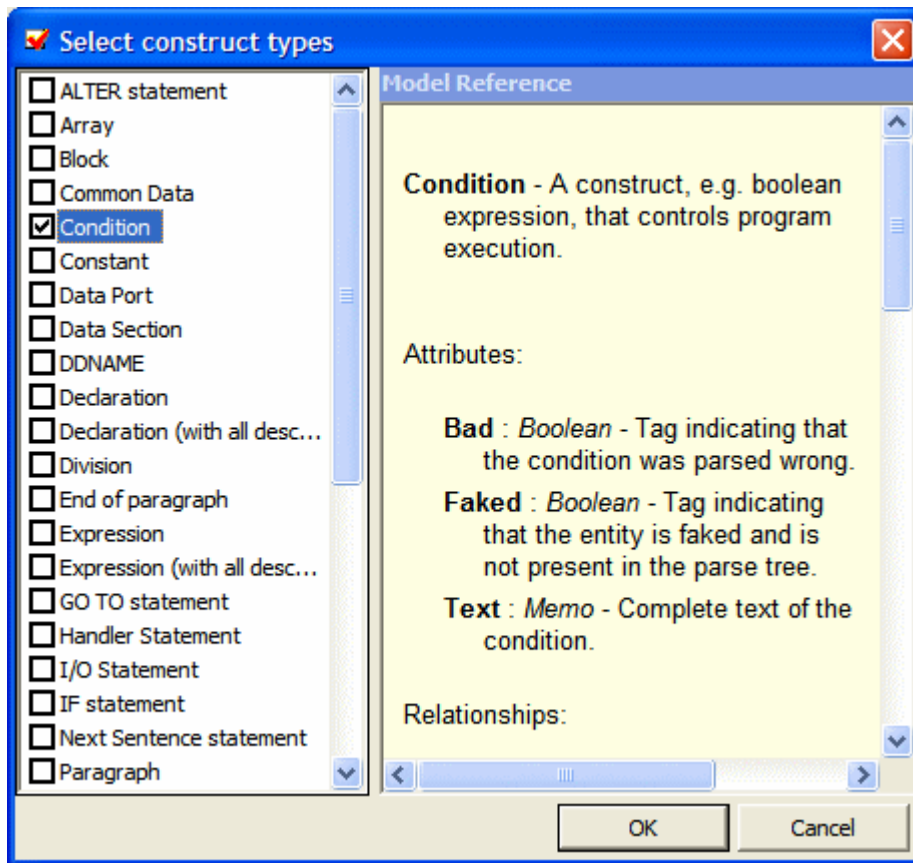 Select construct types
ALTER statement
Array
Block
Common Data
Condition
Constant
Data Port
Data Section
DDNAME
Declaration
Declaration (with all desc...
Division
End of paragraph
Expression
Expression (with all desc...
GO TO statement
Handler Statement
I/O Statement
IF statement
Next Sentence statement
Paragraph
Model Reference
Condition - A construct, e.g. boolean
expression, that controls program
execution.
Attributes:
Bad : Boolean - Tag indicating that
the condition was parsed wrong.
Faked : Boolean - Tag indicating
that the entity is faked and is
not present in the parse tree.
Text : Memo - Complete text of the
condition.
Relationships:
OK
Cancel